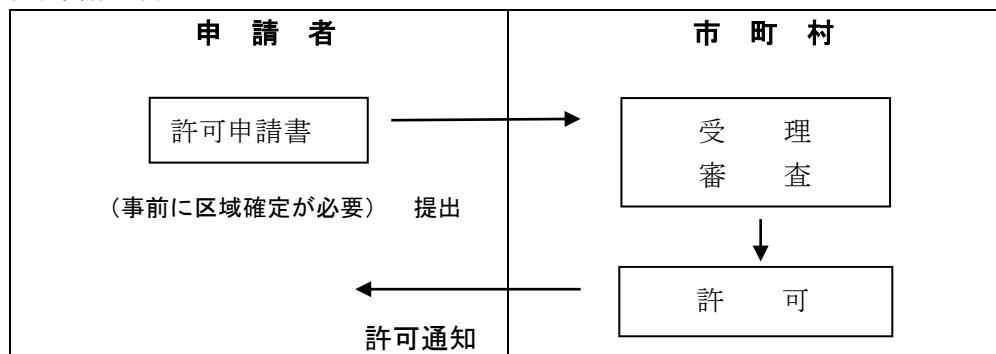 申 請 者
市 町 村
許可申請書
受 理
審 査
（事前に区域確定が必要） 提出
許 可
許可通知